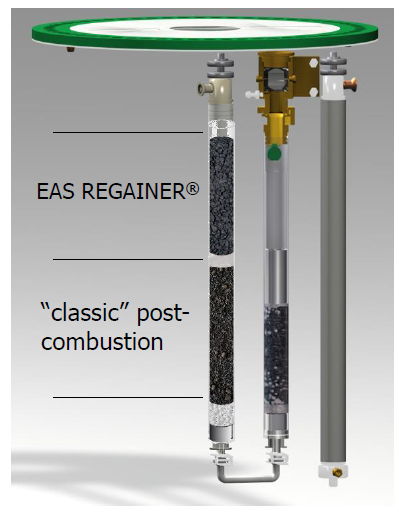 EAS REGAINER®
“classic” post-
combustion